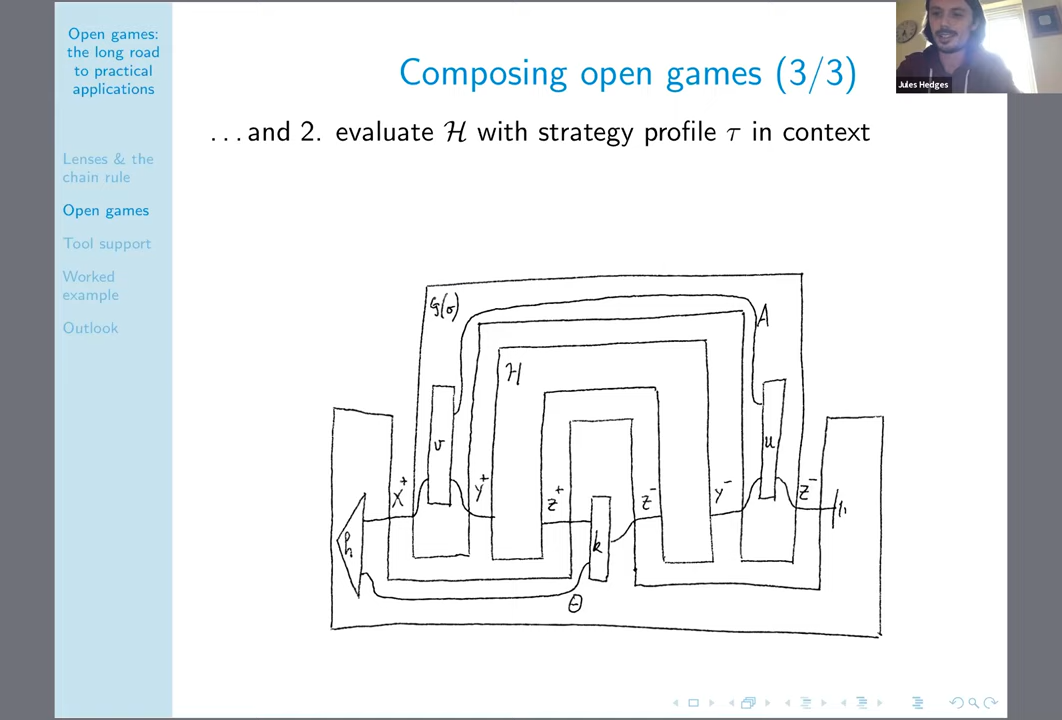 Open games:
the long road
to practical
applications
Lenses & the
chain rule
Open games
Tool support
Worked
example
Outlook
Composing open games (3/3)
Jules Hedges
. . . and 2. evaluate ℋ with strategy profile τ in context
𝒢(σ)
A
ℋ
v
u
X⁺
Y⁺
Z⁺
Z⁻
Y⁻
Z⁻
h
k
Θ